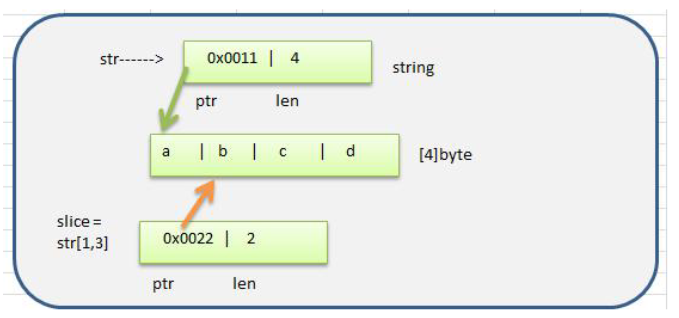 str------> 0x0011 | 4 string
ptr len
a | b | c | d [4]byte
slice =
str[1,3] 0x0022 | 2
ptr len